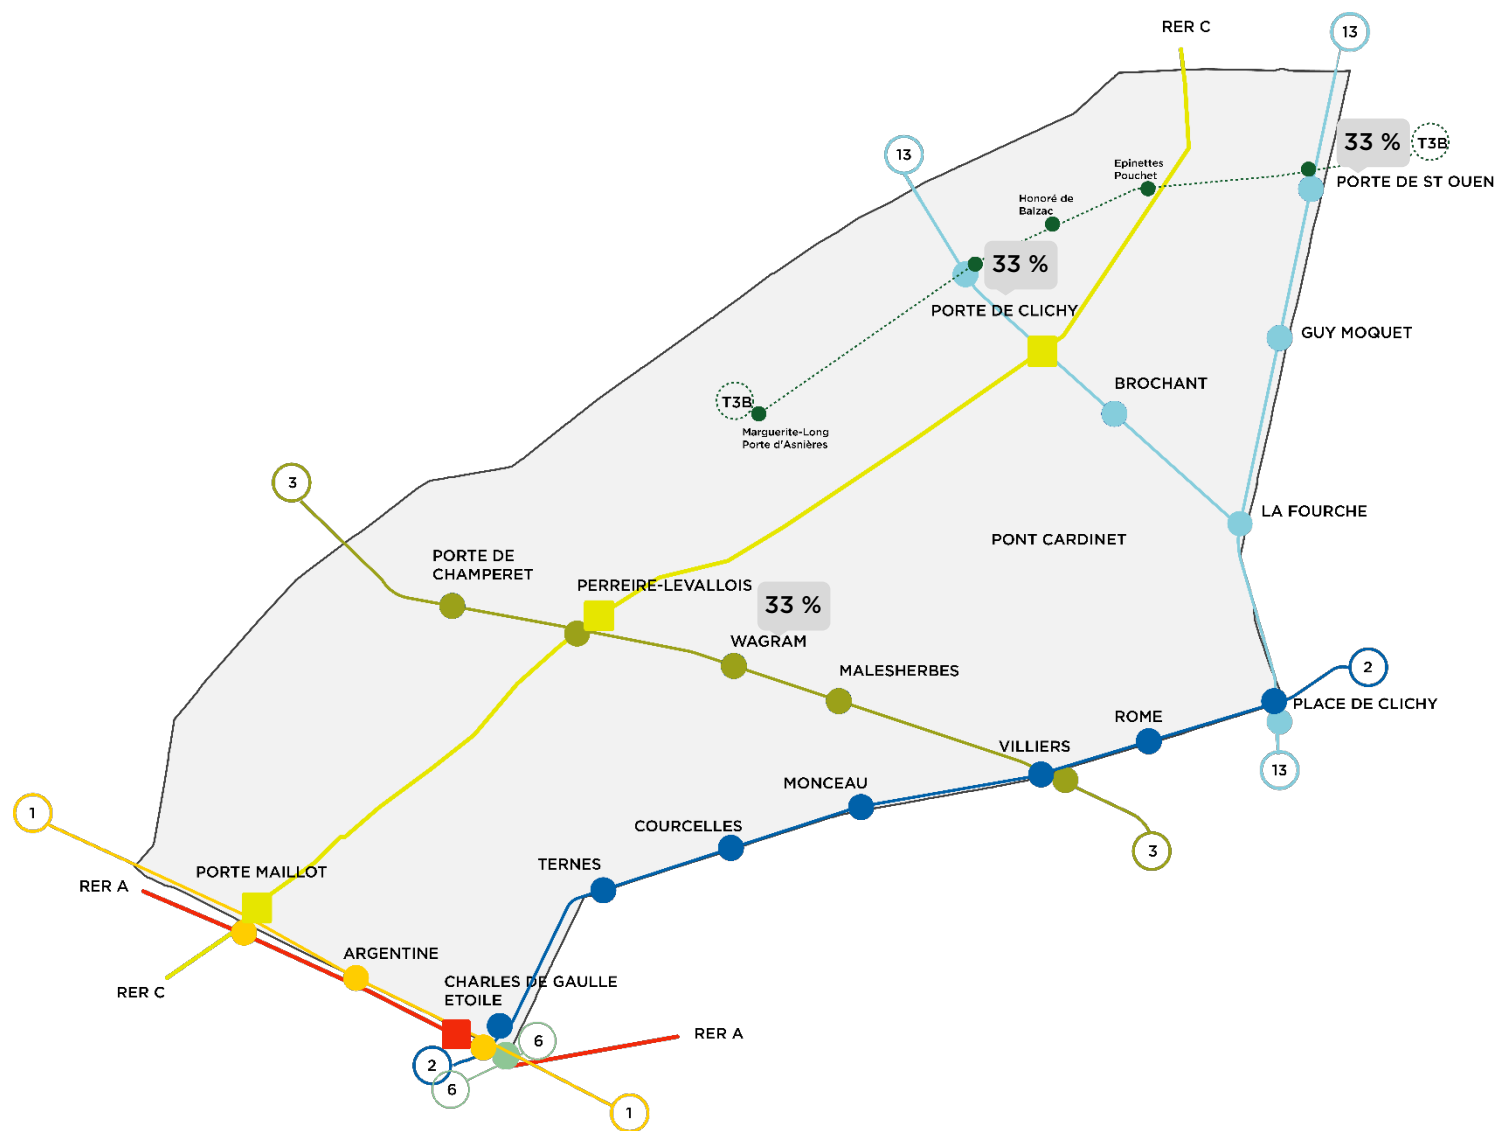 RER C
13
13
33 %
T3B
Epinettes
Pouchet
PORTE DE ST OUEN
Honoré de
Balzac
33 %
PORTE DE CLICHY
GUY MOQUET
BROCHANT
T3B
Marguerite-Long
Porte d'Asnières
3
LA FOURCHE
PONT CARDINET
PORTE DE
CHAMPERET
PERREIRE-LEVALLOIS
33 %
WAGRAM
MALESHERBES
2
PLACE DE CLICHY
ROME
VILLIERS
13
MONCEAU
1
COURCELLES
3
TERNES
PORTE MAILLOT
RER A
ARGENTINE
CHARLES DE GAULLE
ETOILE
RER C
RER A
6
2
6
1